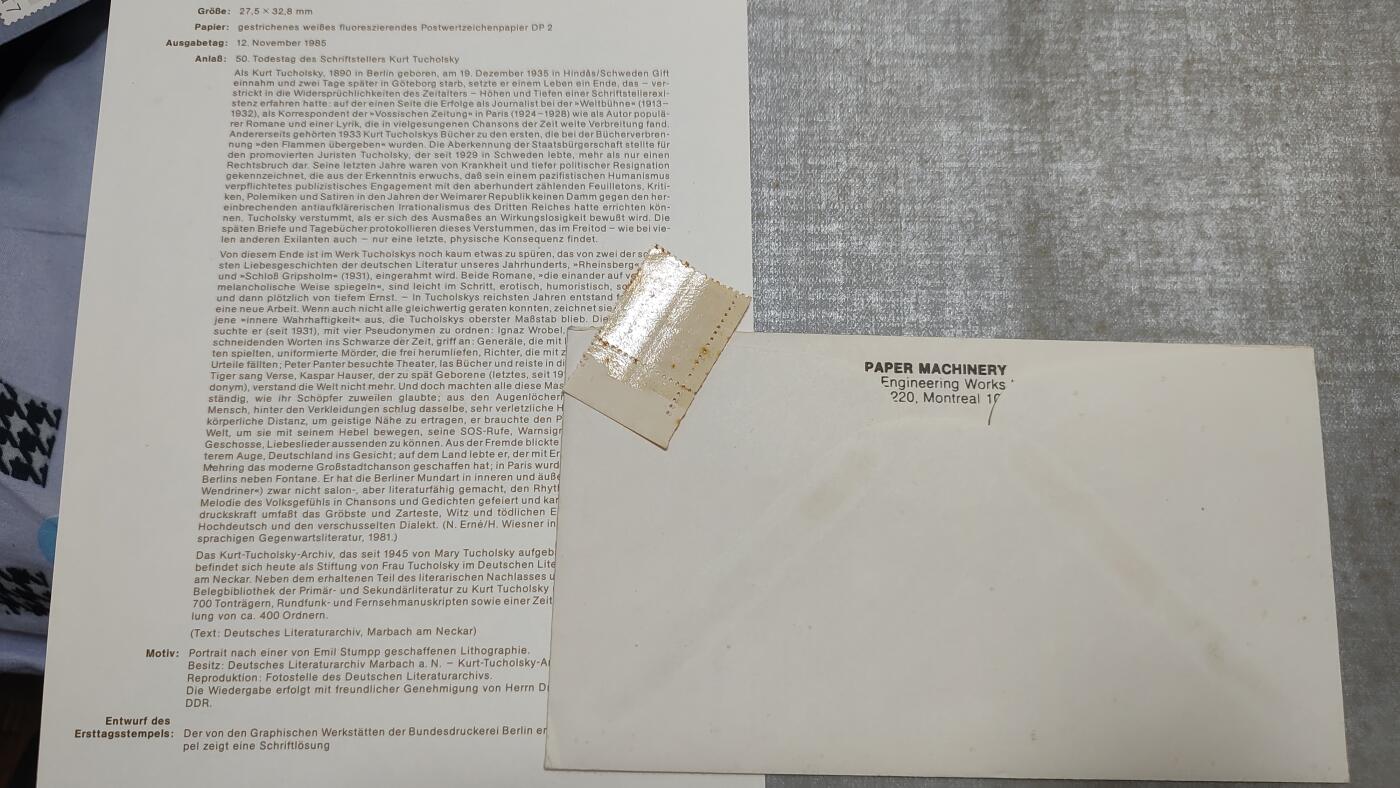 Größe: 27,5 × 32,8 mm
Papier: gestrichenes weißes fluoreszierendes Postwertzeichenpapier DP 2
Ausgabetag: 12. November 1985
Anlaß: 50. Todestag des Schriftstellers Kurt Tucholsky
Als Kurt Tucholsky, 1890 in Berlin geboren, am 19. Dezember 1935 in Hindås/Schweden Gift
einnahm und zwei Tage später in Göteborg starb, setzte er einem Leben ein Ende, das – ver-
strickt in die Widersprüchlichkeiten des Zeitalters – Höhen und Tiefen einer Schriftstellerexi-
stenz erfahren hatte: auf der einen Seite die Erfolge als Journalist bei der »Weltbühne« (1913–
1932), als Korrespondent der »Vossischen Zeitung« in Paris (1924–1928) wie als Autor populä-
rer Romane und einer Lyrik, die in vielgesungenen Chansons der Zeit weite Verbreitung fand.
Andererseits gehörten 1933 Kurt Tucholskys Bücher zu den ersten, die bei der Bücherverbren-
nung »den Flammen übergeben« wurden. Die Aberkennung der Staatsbürgerschaft stellte für
den promovierten Juristen Tucholsky, der seit 1929 in Schweden lebte, mehr als nur einen
Rechtsbruch dar. Seine letzten Jahre waren von Krankheit und tiefer politischer Resignation
gekennzeichnet, die aus der Erkenntnis erwuchs, daß sein einem pazifistischen Humanismus
verpflichtetes publizistisches Engagement mit den aberhundert zählenden Feuilletons, Kriti-
ken, Polemiken und Satiren in den Jahren der Weimarer Republik keinen Damm gegen den her-
einbrechenden antiaufklärerischen Irrationalismus des Dritten Reiches hatte errichten kön-
nen. Tucholsky verstummt, als er sich des Ausmaßes an Wirkungslosigkeit bewußt wird. Die
späten Briefe und Tagebücher protokollieren dieses Verstummen, das im Freitod – wie bei vie-
len anderen Exilanten auch – nur eine letzte, physische Konsequenz findet.
Von diesem Ende ist im Werk Tucholskys noch kaum etwas zu spüren, das von zwei der
sten Liebesgeschichten der deutschen Literatur unseres Jahrhunderts, »Rheinsberg«
und »Schloß Gripsholm« (1931), eingerahmt wird. Beide Romane, »die einander auf
melancholische Weise spiegeln«, sind leicht im Schritt, erotisch, humoristisch,
und dann plötzlich von tiefem Ernst. – In Tucholskys reichsten Jahren entstand
eine neue Arbeit. Wenn auch nicht alle gleichwertig geraten konnten, zeichnet sie
jene »innere Wahrhaftigkeit« aus, die Tucholskys oberster Maßstab blieb. Die
suchte er (seit 1931), mit vier Pseudonymen zu ordnen: Ignaz Wrobel,
schneidenden Worten ins Schwarze der Zeit, griff an: Generäle, die mit
ten spielten, uniformierte Mörder, die frei herumliefen, Richter, die mit
Urteile fällten; Peter Panter besuchte Theater, las Bücher und reiste in
Tiger sang Verse, Kaspar Hauser, der zu spät Geborene (letztes, seit
donym), verstand die Welt nicht mehr. Und doch machten alle diese
ständig, wie ihr Schöpfer zuweilen glaubte; aus den Augenlöchern
Mensch, hinter den Verkleidungen schlug dasselbe, sehr verletzliche H
körperliche Distanz, um geistige Nähe zu ertragen, er brauchte den P
Welt, um sie mit seinem Hebel bewegen, seine SOS-Rufe, Warnsig
Geschosse, Liebeslieder aussenden zu können. Aus der Fremde blickte
terem Auge, Deutschland ins Gesicht; auf dem Land lebte er, der mit Er
Mehring das moderne Großstadtchanson geschaffen hat; in Paris wurd
Berlins neben Fontane. Er hat die Berliner Mundart in inneren und äuße
Wendriner«) zwar nicht salon-, aber literaturfähig gemacht, den Rhyt
Melodie des Volksgefühls in Chansons und Gedichten gefeiert und
druckskraft umfaßt das Gröbste und Zarteste, Witz und tödlichen E
Hochdeutsch und den verschusselten Dialekt. (N. Erné/H. Wiesner in
sprachigen Gegenwartsliteratur, 1981.)
Das Kurt-Tucholsky-Archiv, das seit 1945 von Mary Tucholsky aufgeb
befindet sich heute als Stiftung von Frau Tucholsky im Deutschen Lite
am Neckar. Neben dem erhaltenen Teil des literarischen Nachlasses u
Belegbibliothek der Primär- und Sekundärliteratur zu Kurt Tucholsky
700 Tonträgern, Rundfunk- und Fernsehmanuskripten sowie einer Zeit
lung von ca. 400 Ordnern.
(Text: Deutsches Literaturarchiv, Marbach am Neckar)
Motiv: Portrait nach einer von Emil Stumpp geschaffenen Lithographie.
Besitz: Deutsches Literaturarchiv Marbach a. N. – Kurt-Tucholsky-Ar
Reproduktion: Fotostelle des Deutschen Literaturarchivs.
Die Wiedergabe erfolgt mit freundlicher Genehmigung von Herrn D
DDR.
Entwurf des
Ersttagsstempels: Der von den Graphischen Werkstätten der Bundesdruckerei Berlin
pel zeigt eine Schriftlösung
PAPER MACHINERY
Engineering Works
220, Montreal